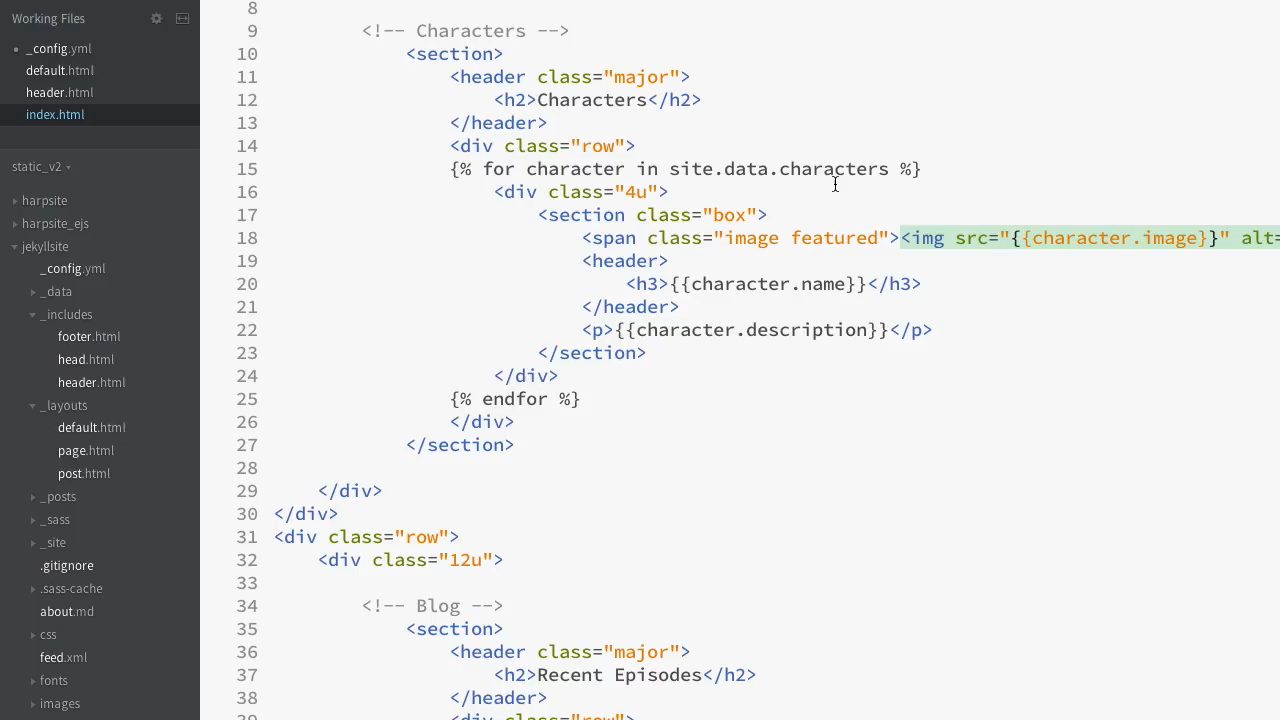 Working Files
_config.yml
default.html
header.html
index.html
static_v2
harpsite
harpsite_ejs
jekyllsite
_config.yml
_data
_includes
footer.html
head.html
header.html
_layouts
default.html
page.html
post.html
_posts
_sass
_site
.gitignore
.sass-cache
about.md
css
feed.xml
fonts
images
8
9 <!-- Characters -->
10 <section>
11 <header class="major">
12 <h2>Characters</h2>
13 </header>
14 <div class="row">
15 {% for character in site.data.characters %}
16 <div class="4u">
17 <section class="box">
18 <span class="image featured"><img src="{{character.image}}" alt=
19 <header>
20 <h3>{{character.name}}</h3>
21 </header>
22 <p>{{character.description}}</p>
23 </section>
24 </div>
25 {% endfor %}
26 </div>
27 </section>
28
29 </div>
30 </div>
31 <div class="row">
32 <div class="12u">
33
34 <!-- Blog -->
35 <section>
36 <header class="major">
37 <h2>Recent Episodes</h2>
38 </header>
39 <div class="row">